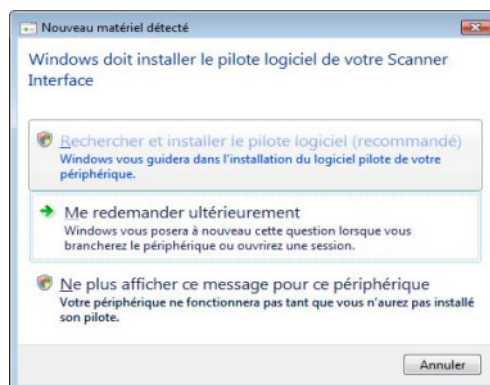 Nouveau matériel détecté
Windows doit installer le pilote logiciel de votre Scanner
Interface
Rechercher et installer le pilote logiciel (recommandé)
Windows vous guidera dans l'installation du logiciel pilote de votre
périphérique.
Me redemander ultérieurement
Windows vous posera à nouveau cette question lorsque vous
brancherez le périphérique ou ouvrirez une session.
Ne plus afficher ce message pour ce périphérique
Votre périphérique ne fonctionnera pas tant que vous n'aurez pas installé
son pilote.
Annuler